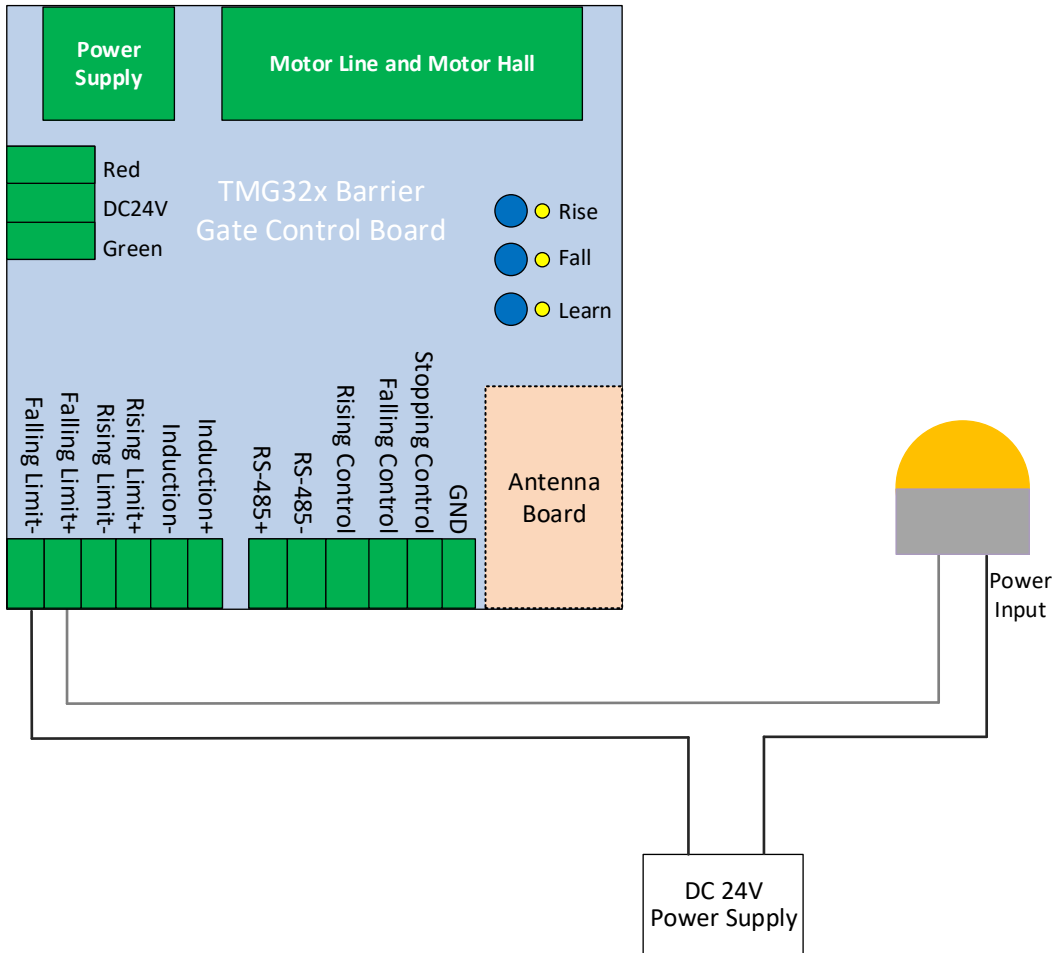 Power
Supply
Motor Line and Motor Hall
Red
DC24V
Green
TMG32x Barrier
Gate Control Board
Rise
Fall
Learn
Falling Limit-
Falling Limit+
Rising Limit-
Rising Limit+
Induction-
Induction+
RS-485+
RS-485-
Rising Control
Falling Control
Stopping Control
GND
Antenna
Board
Power
Input
DC 24V
Power Supply